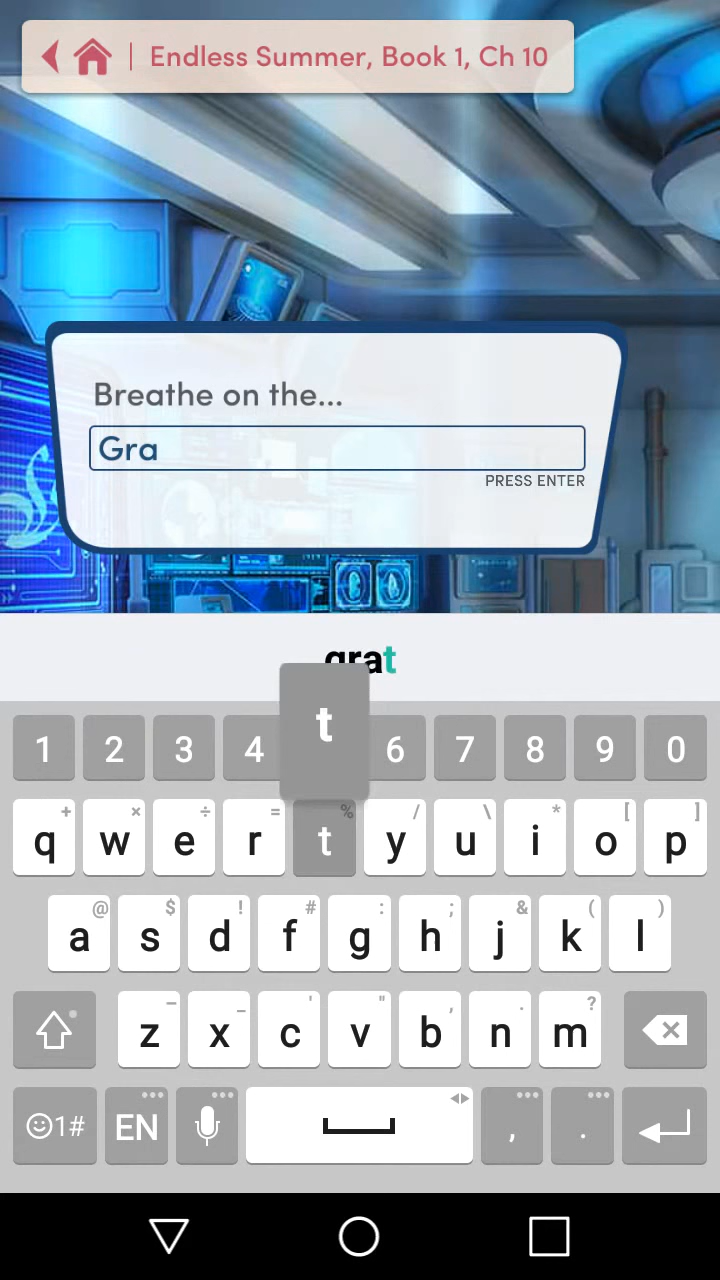 Endless Summer, Book 1, Ch 10
Breathe on the...
Gra
PRESS ENTER
grat
t
1 2 3 4 6 7 8 9 0
+ × ÷ = % / \ * [ ]
q w e r t y u i o p
@ $ ! # : ; & ( )
a s d f g h j k l
− _ ' " , . ?
z x c v b n m
1# EN , .